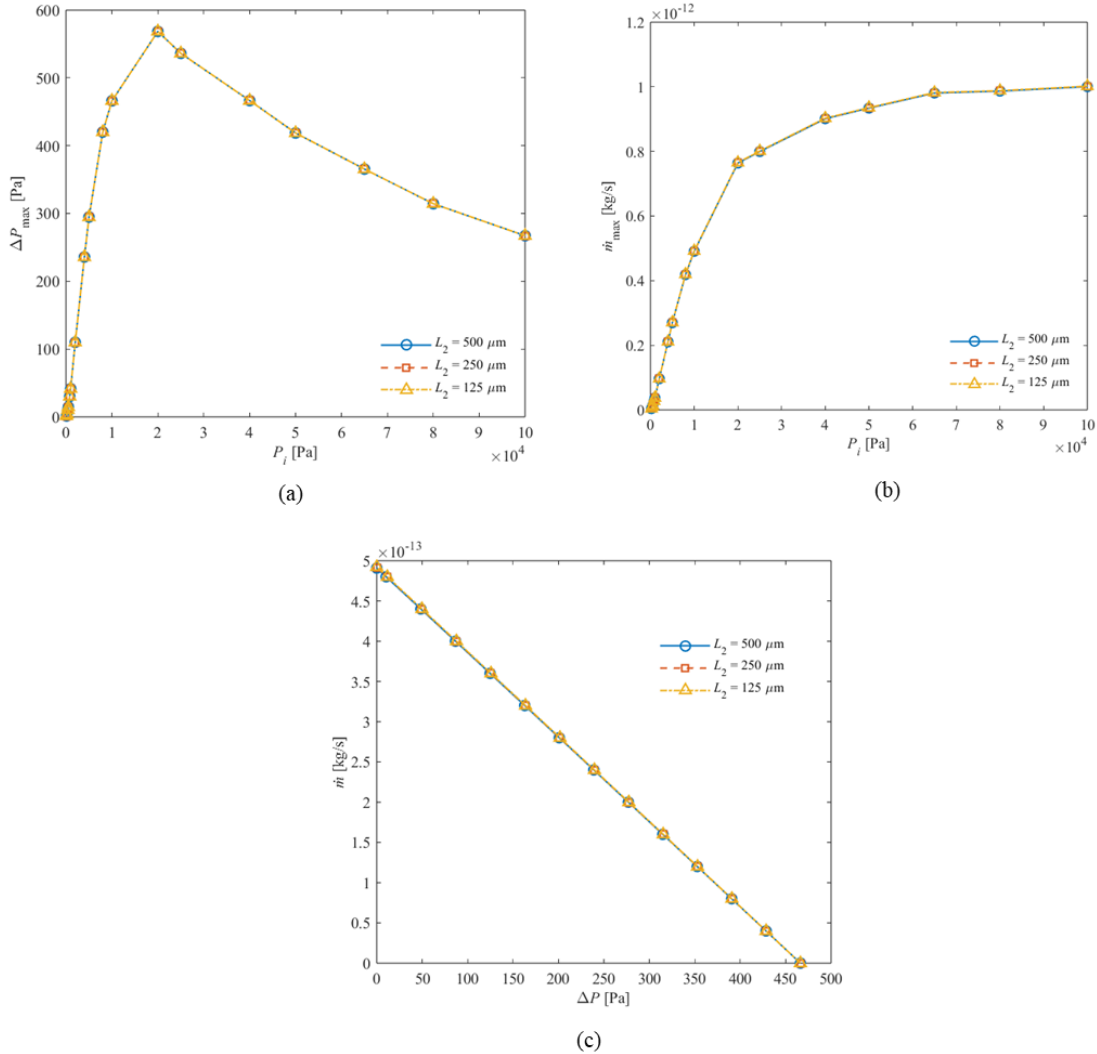 600
500
400
300
200
100
0
ΔP_max [Pa]
0 1 2 3 4 5 6 7 8 9 10
P_i [Pa]
×10^4
L_2 = 500 μm
L_2 = 250 μm
L_2 = 125 μm
(a)
×10^-12
1.2
1
0.8
0.6
0.4
0.2
0
ṁ_max [kg/s]
0 1 2 3 4 5 6 7 8 9 10
P_i [Pa]
×10^4
L_2 = 500 μm
L_2 = 250 μm
L_2 = 125 μm
(b)
×10^-13
5
4.5
4
3.5
3
2.5
2
1.5
1
0.5
0
ṁ [kg/s]
0 50 100 150 200 250 300 350 400 450 500
ΔP [Pa]
L_2 = 500 μm
L_2 = 250 μm
L_2 = 125 μm
(c)